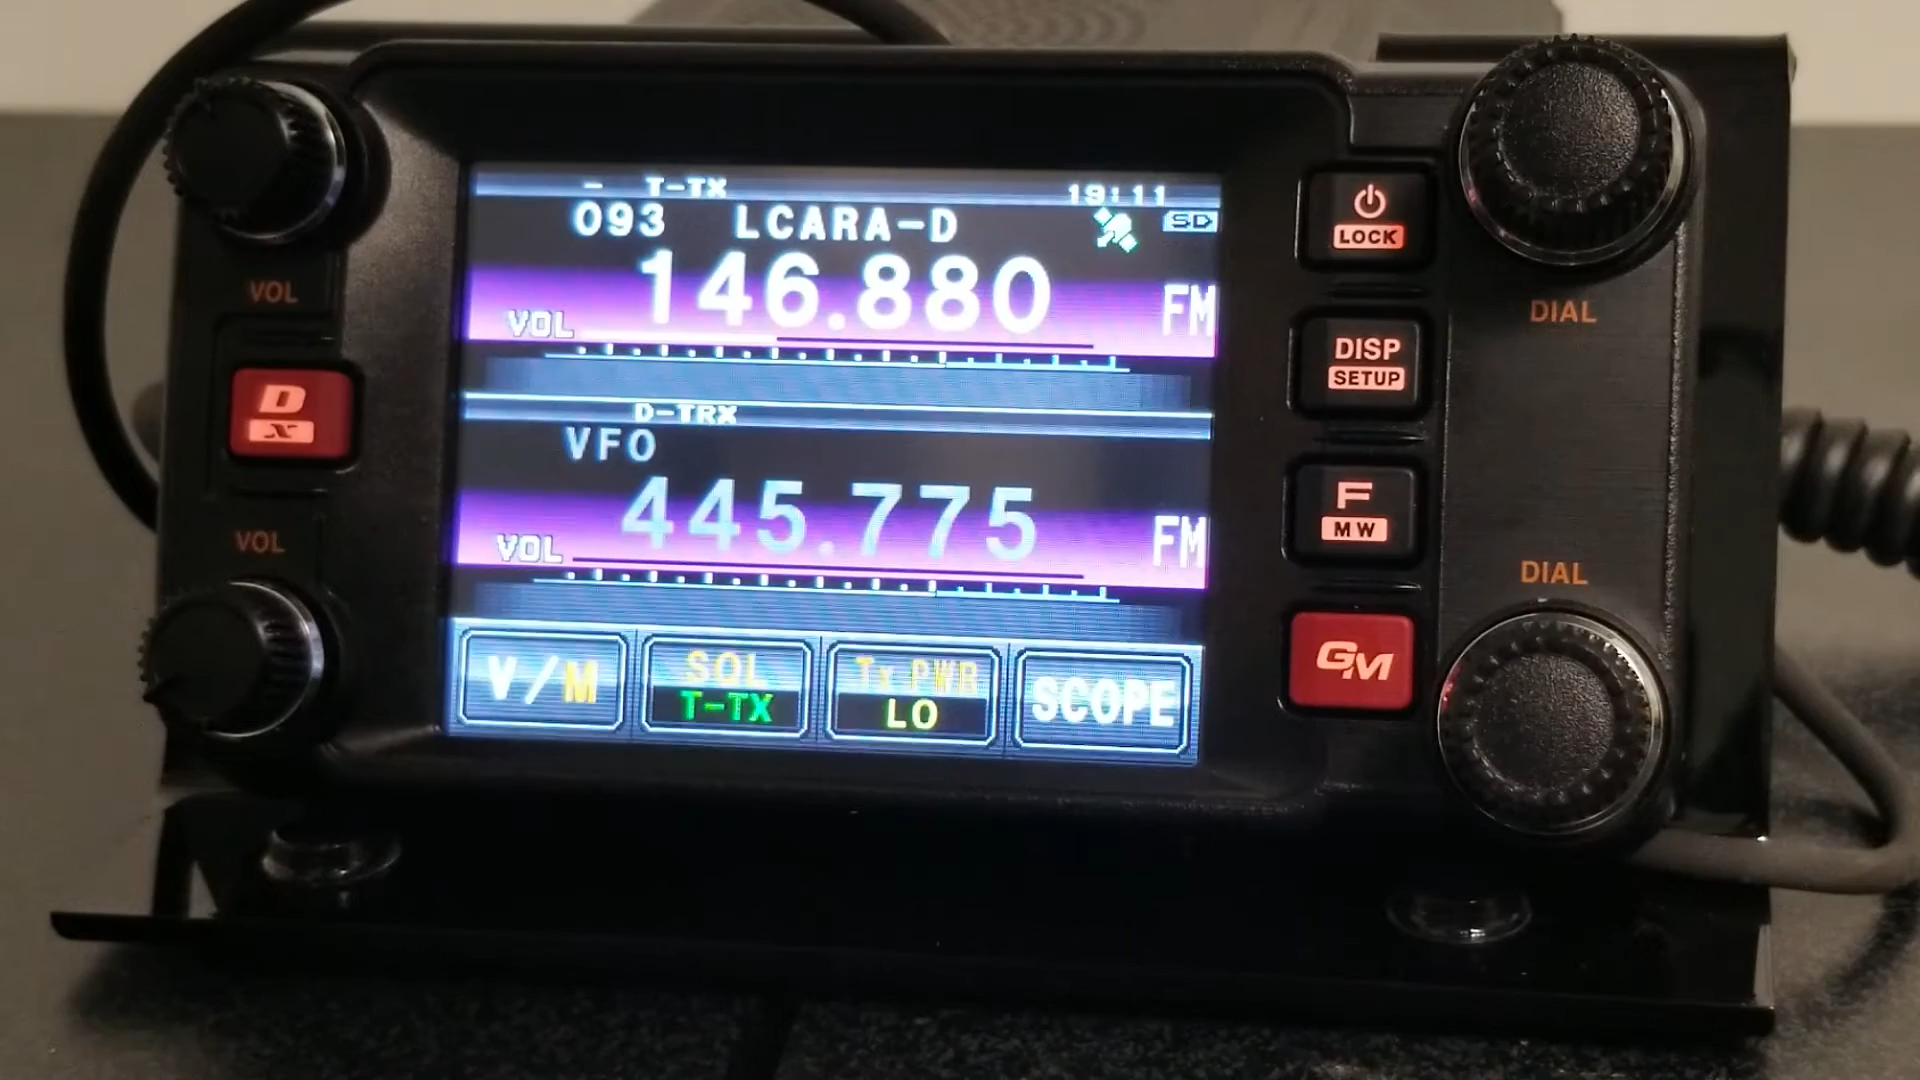 - T-TX 19:11
093 LCARA-D SD
146.880 FM
VOL
D-TRX
VFO
445.775 FM
VOL
V/M SQL T-TX Tx PWR LO SCOPE
VOL
D
X
VOL
LOCK
DISP
SETUP
F
MW
GM
DIAL
DIAL